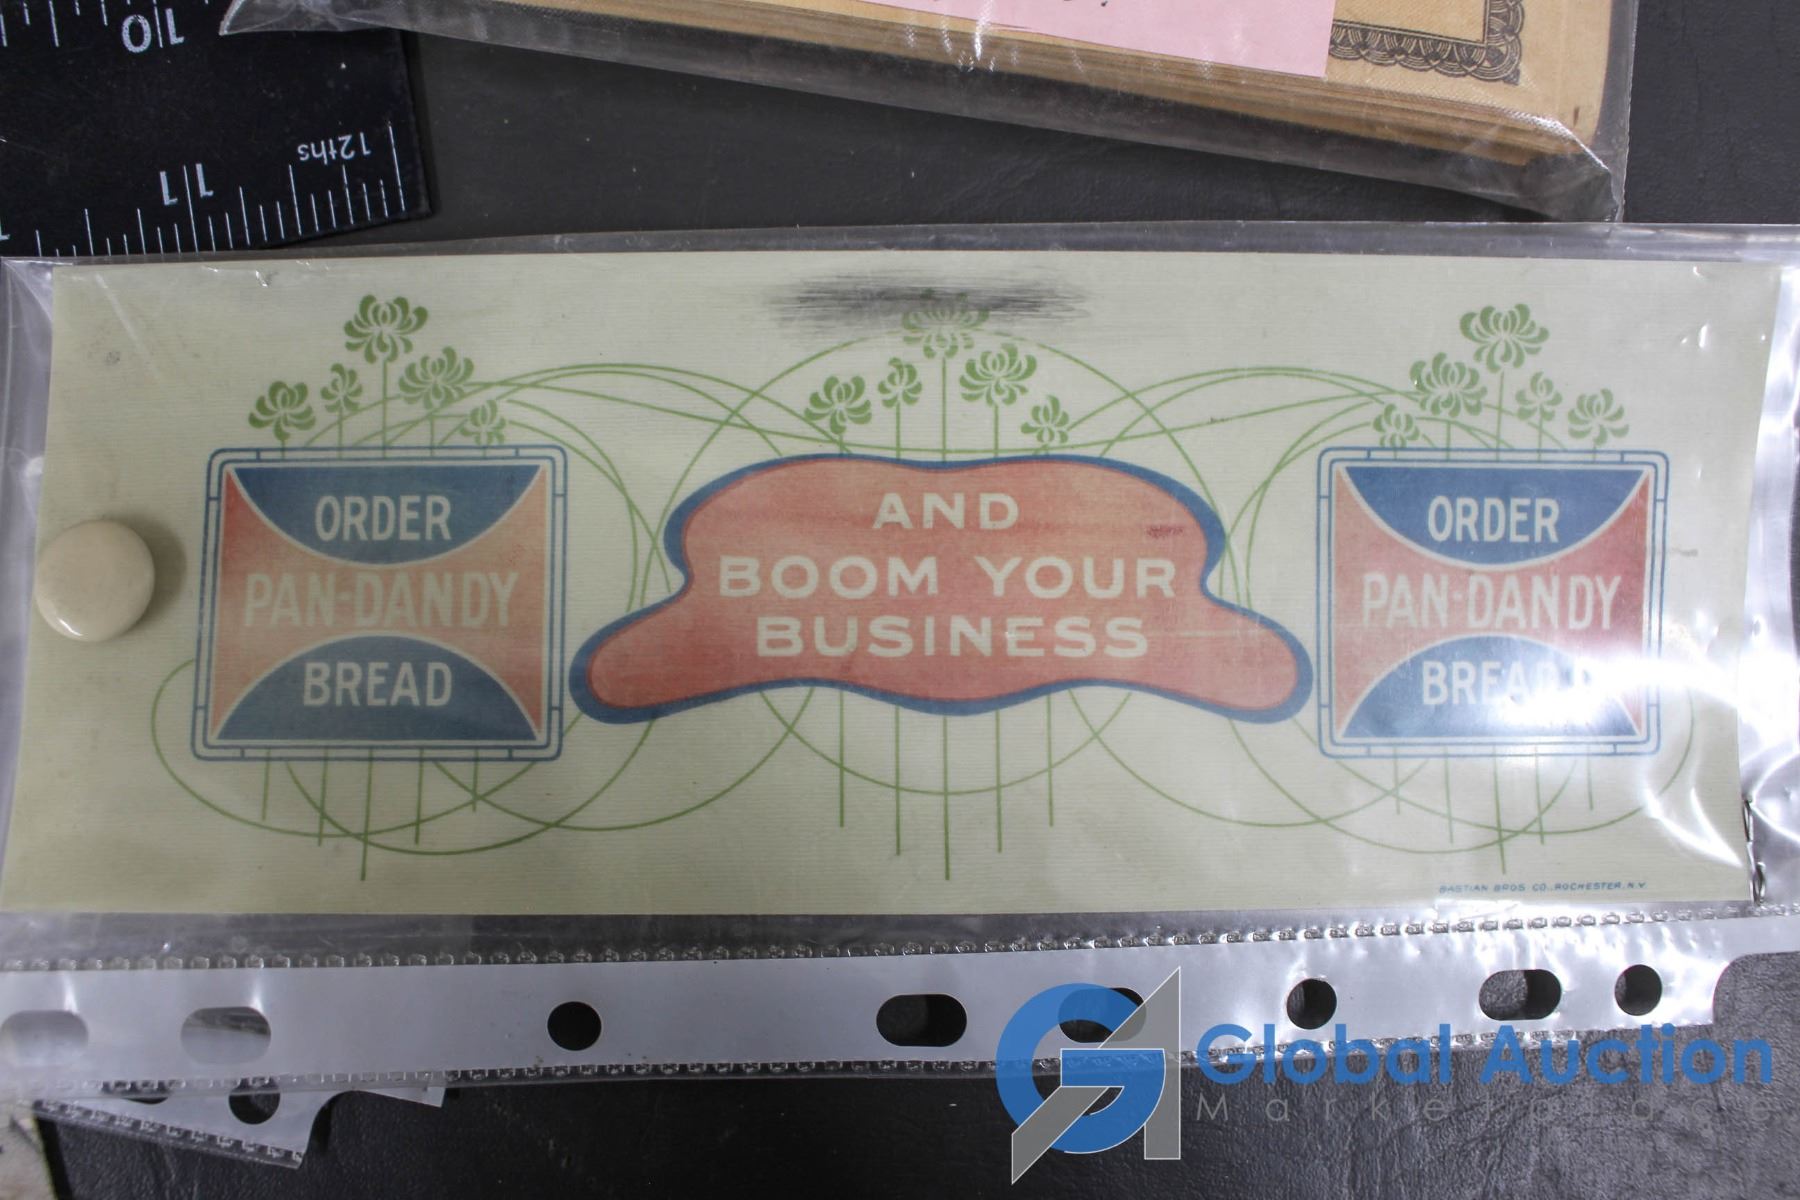 10
11
12ths
ORDER
PAN-DANDY
BREAD
AND
BOOM YOUR
BUSINESS
ORDER
PAN-DANDY
BREAD
BASTIAN BROS. CO., ROCHESTER, N.Y.
Global Auction
Marketplace